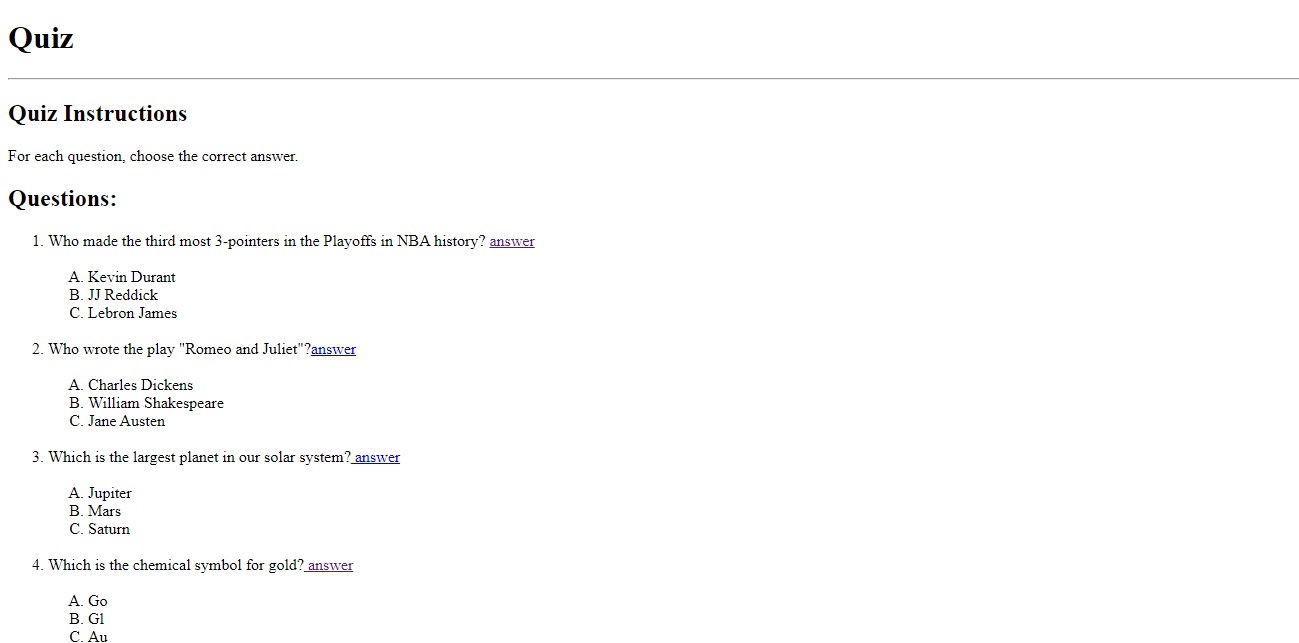 Quiz
Quiz Instructions
For each question, choose the correct answer.
Questions:
1. Who made the third most 3-pointers in the Playoffs in NBA history? answer
A. Kevin Durant
B. JJ Reddick
C. Lebron James
2. Who wrote the play "Romeo and Juliet"?answer
A. Charles Dickens
B. William Shakespeare
C. Jane Austen
3. Which is the largest planet in our solar system? answer
A. Jupiter
B. Mars
C. Saturn
4. Which is the chemical symbol for gold? answer
A. Go
B. Gl
C. Au